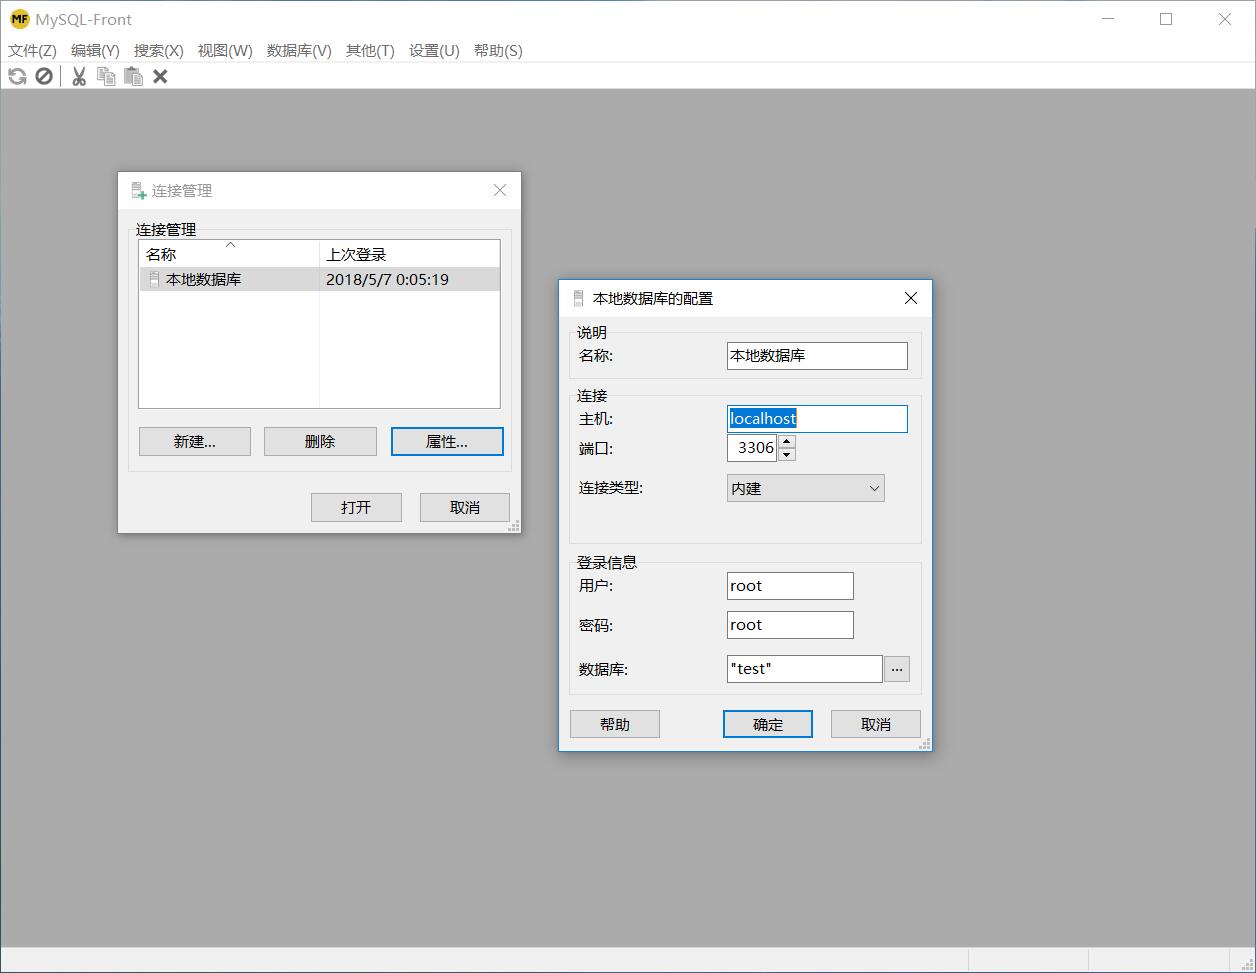 MF MySQL-Front
文件(Z) 编辑(Y) 搜索(X) 视图(W) 数据库(V) 其他(T) 设置(U) 帮助(S)
连接管理
连接管理
名称 上次登录
本地数据库 2018/5/7 0:05:19
新建... 删除 属性...
打开 取消
本地数据库的配置
说明
名称: 本地数据库
连接
主机: localhost
端口: 3306
连接类型: 内建
登录信息
用户: root
密码: root
数据库: "test" ...
帮助 确定 取消